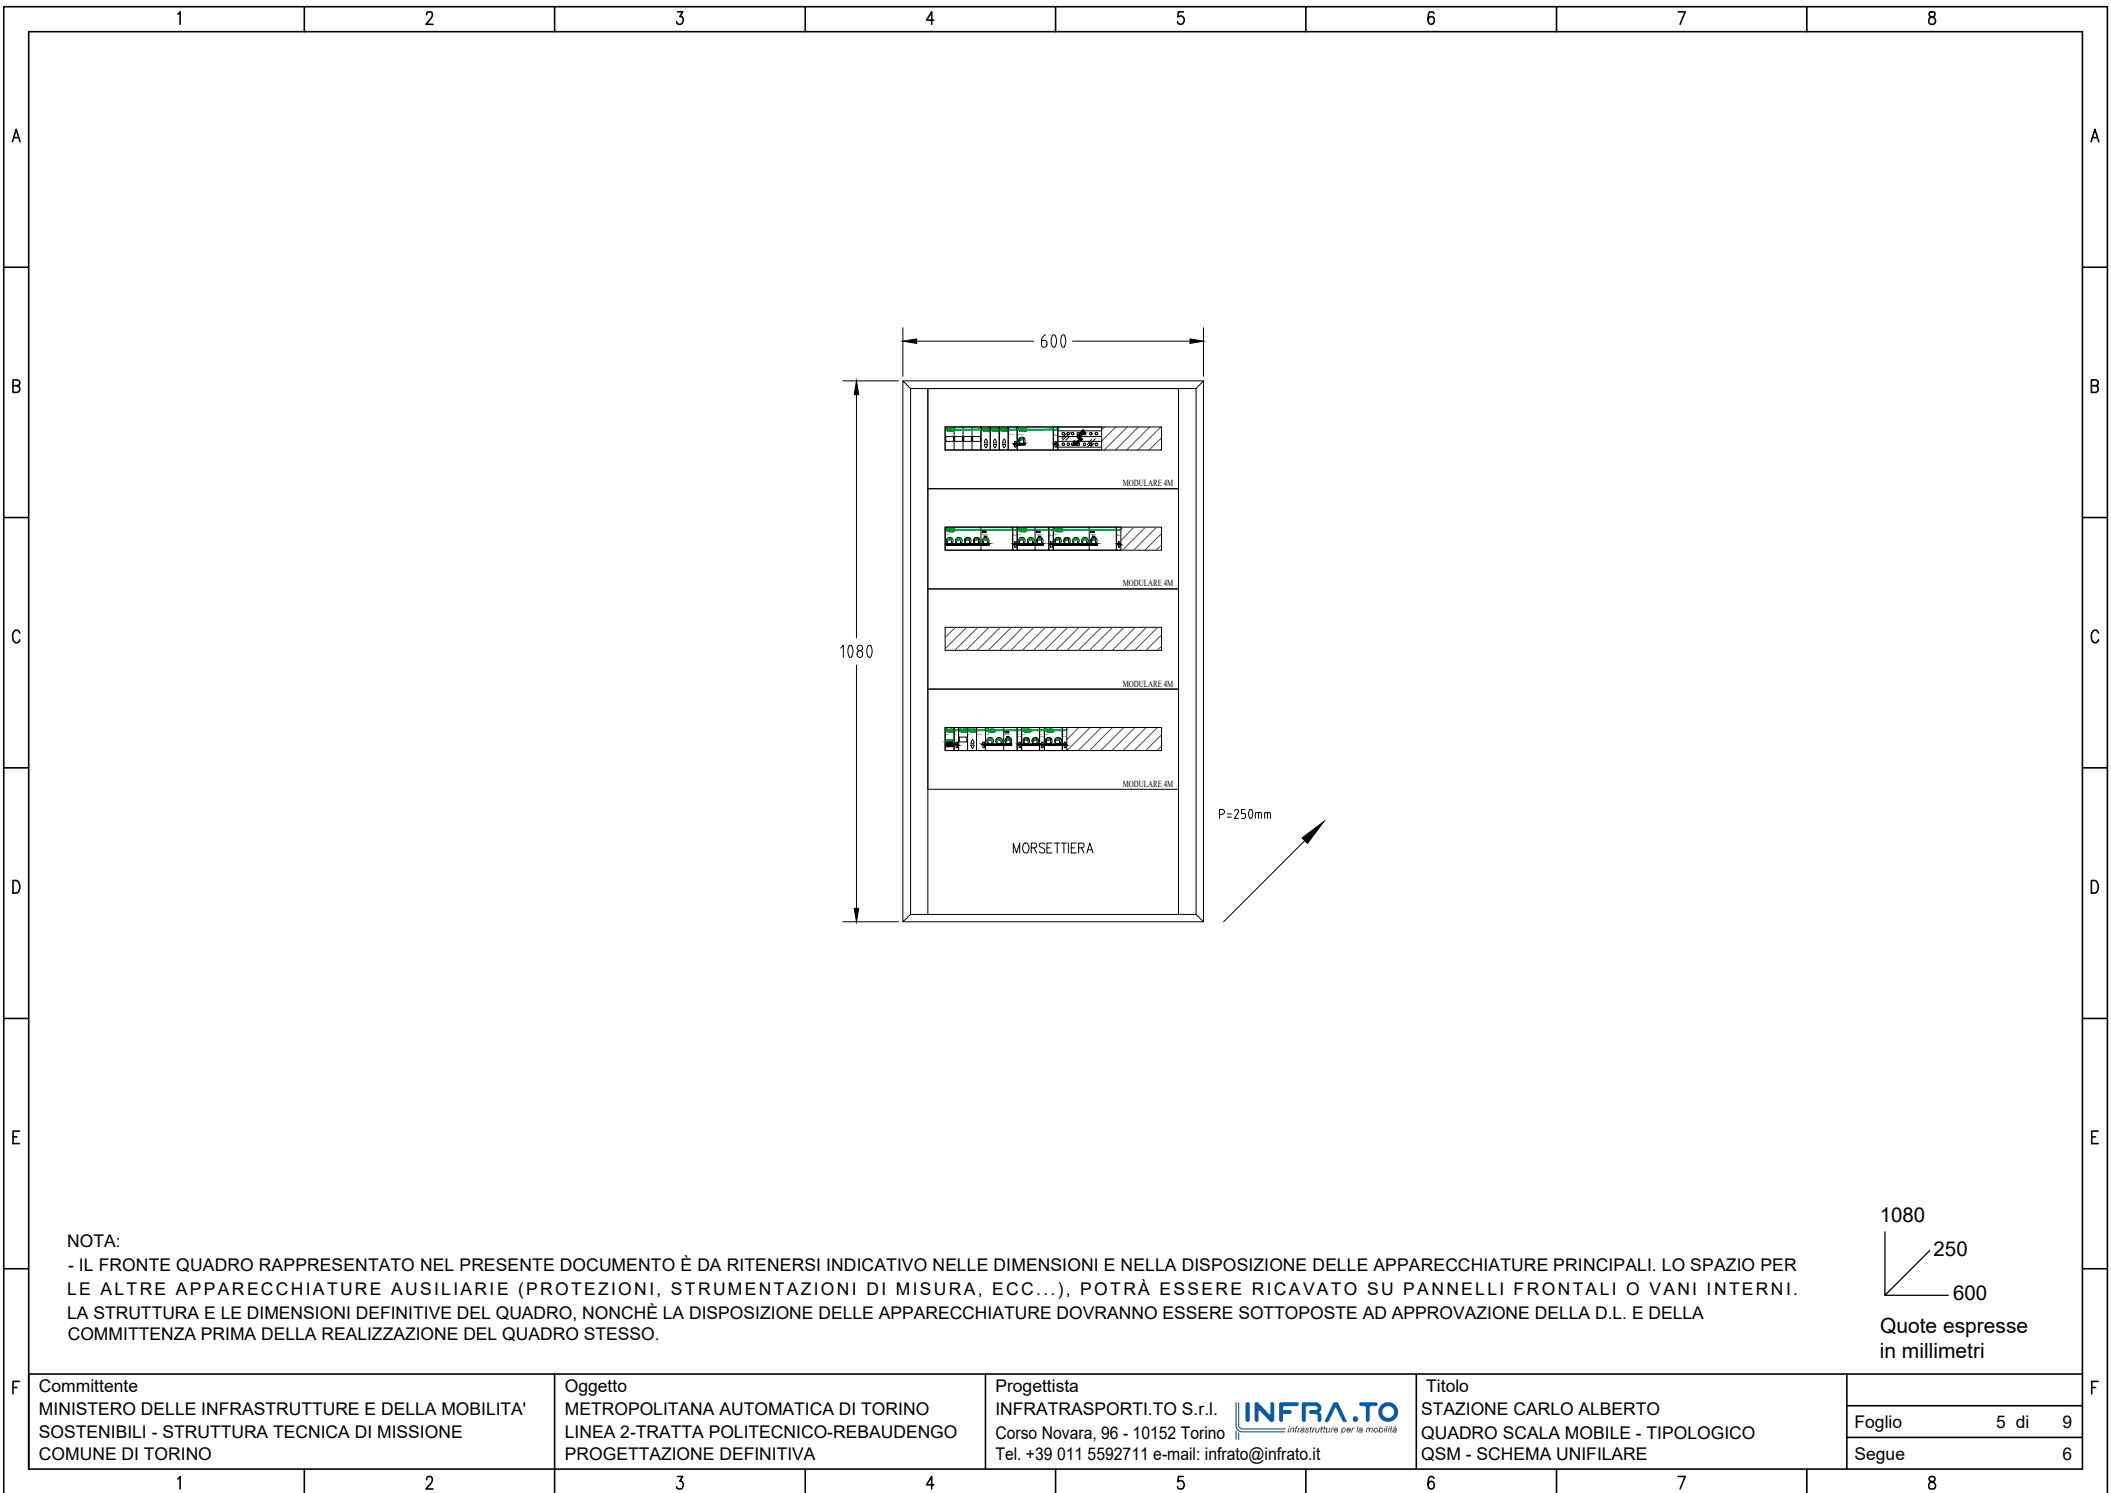 1 2 3 4 5 6 7 8
A A
B B
C C
D D
E E
F F
600
1080
MODULARE 4M
MODULARE 4M
MODULARE 4M
MODULARE 4M
MORSETTIERA
P=250mm
NOTA:
- IL FRONTE QUADRO RAPPRESENTATO NEL PRESENTE DOCUMENTO È DA RITENERSI INDICATIVO NELLE DIMENSIONI E NELLA DISPOSIZIONE DELLE APPARECCHIATURE PRINCIPALI. LO SPAZIO PER
LE ALTRE APPARECCHIATURE AUSILIARIE (PROTEZIONI, STRUMENTAZIONI DI MISURA, ECC...), POTRÀ ESSERE RICAVATO SU PANNELLI FRONTALI O VANI INTERNI.
LA STRUTTURA E LE DIMENSIONI DEFINITIVE DEL QUADRO, NONCHÈ LA DISPOSIZIONE DELLE APPARECCHIATURE DOVRANNO ESSERE SOTTOPOSTE AD APPROVAZIONE DELLA D.L. E DELLA
COMMITTENZA PRIMA DELLA REALIZZAZIONE DEL QUADRO STESSO.
1080
250
600
Quote espresse
in millimetri
Committente
MINISTERO DELLE INFRASTRUTTURE E DELLA MOBILITA'
SOSTENIBILI - STRUTTURA TECNICA DI MISSIONE
COMUNE DI TORINO
Oggetto
METROPOLITANA AUTOMATICA DI TORINO
LINEA 2-TRATTA POLITECNICO-REBAUDENGO
PROGETTAZIONE DEFINITIVA
Progettista
INFRATRASPORTI.TO S.r.l.
Corso Novara, 96 - 10152 Torino
Tel. +39 011 5592711 e-mail: infrato@infrato.it
INFRA.TO
infrastrutture per la mobilità
Titolo
STAZIONE CARLO ALBERTO
QUADRO SCALA MOBILE - TIPOLOGICO
QSM - SCHEMA UNIFILARE
Foglio 5 di 9
Segue 6
1 2 3 4 5 6 7 8